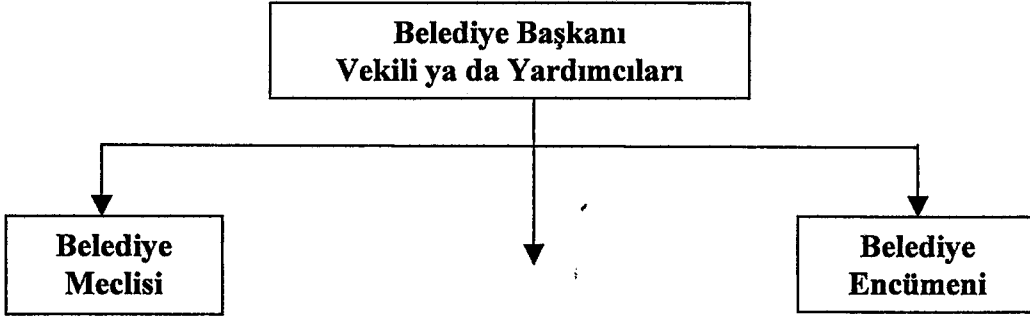 Belediye Başkanı
Vekili ya da Yardımcıları
Belediye
Meclisi
Belediye
Encümeni